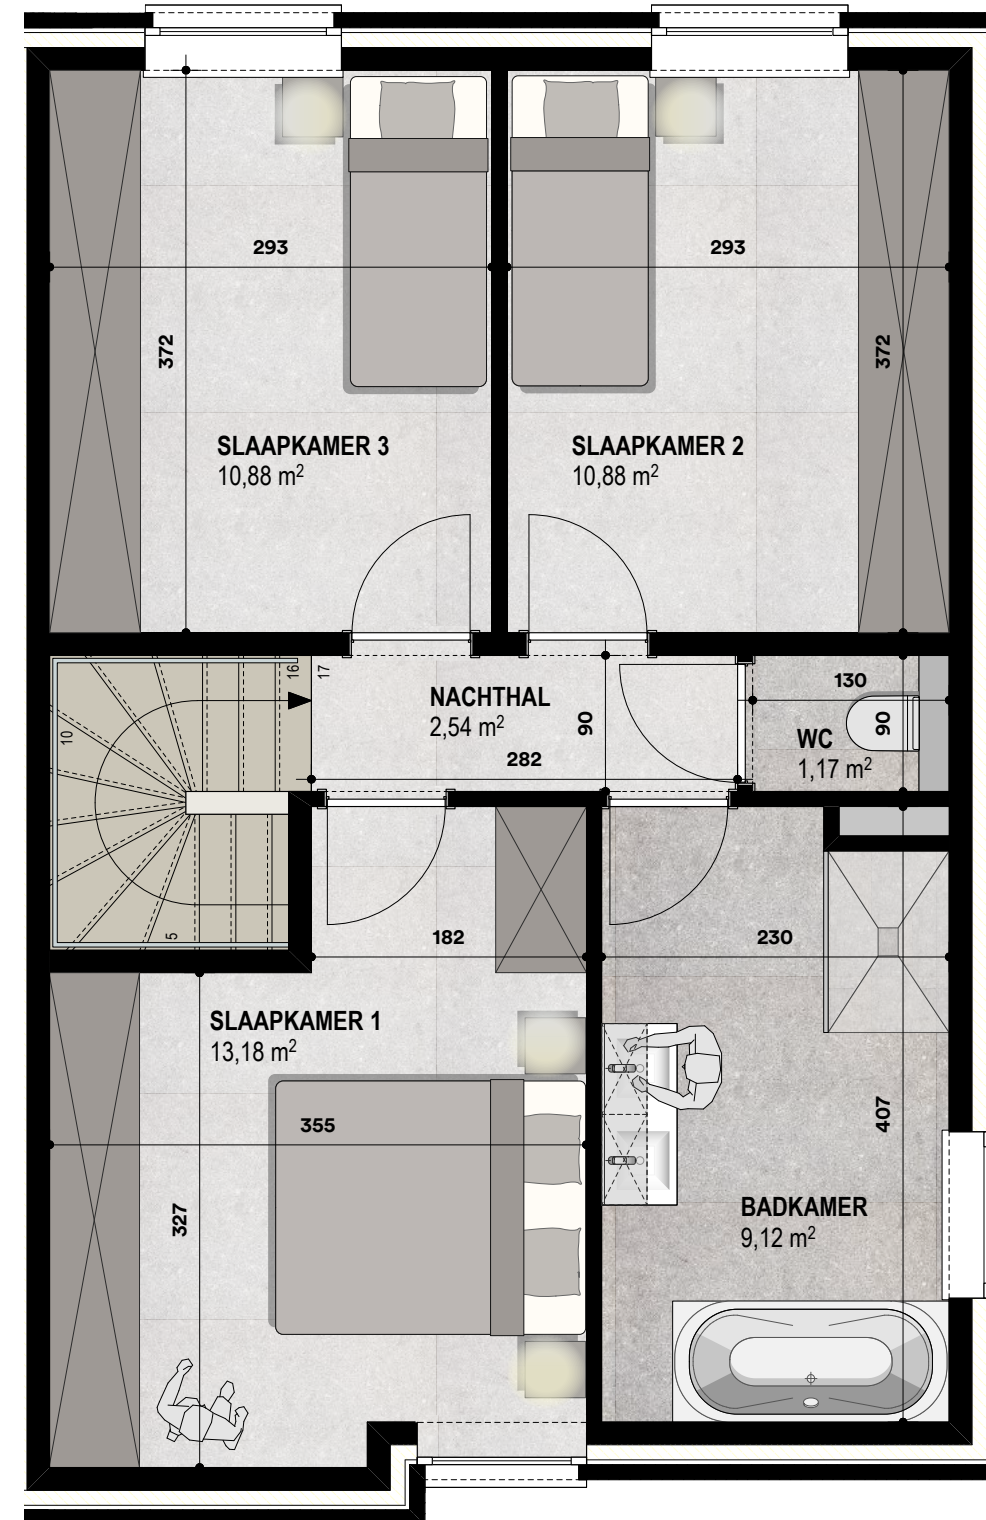 293
293
372
372
SLAAPKAMER 3
10,88 m²
SLAAPKAMER 2
10,88 m²
16
17
10
5
NACHTHAL
2,54 m²
90
282
130
90
WC
1,17 m²
182
230
SLAAPKAMER 1
13,18 m²
355
327
407
BADKAMER
9,12 m²